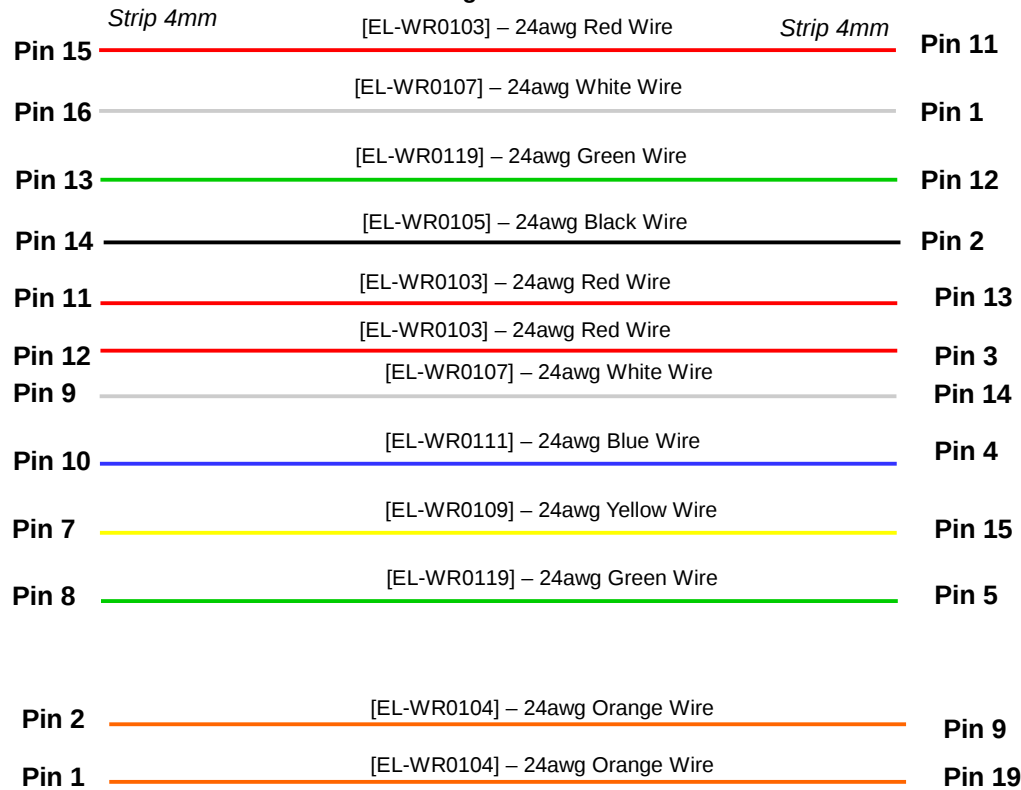 Strip 4mm
[EL-WR0103] – 24awg Red Wire
Strip 4mm
Pin 15
Pin 11
[EL-WR0107] – 24awg White Wire
Pin 16
Pin 1
[EL-WR0119] – 24awg Green Wire
Pin 13
Pin 12
[EL-WR0105] – 24awg Black Wire
Pin 14
Pin 2
[EL-WR0103] – 24awg Red Wire
Pin 11
Pin 13
[EL-WR0103] – 24awg Red Wire
Pin 12
Pin 3
[EL-WR0107] – 24awg White Wire
Pin 9
Pin 14
[EL-WR0111] – 24awg Blue Wire
Pin 10
Pin 4
[EL-WR0109] – 24awg Yellow Wire
Pin 7
Pin 15
[EL-WR0119] – 24awg Green Wire
Pin 8
Pin 5
[EL-WR0104] – 24awg Orange Wire
Pin 2
Pin 9
[EL-WR0104] – 24awg Orange Wire
Pin 1
Pin 19